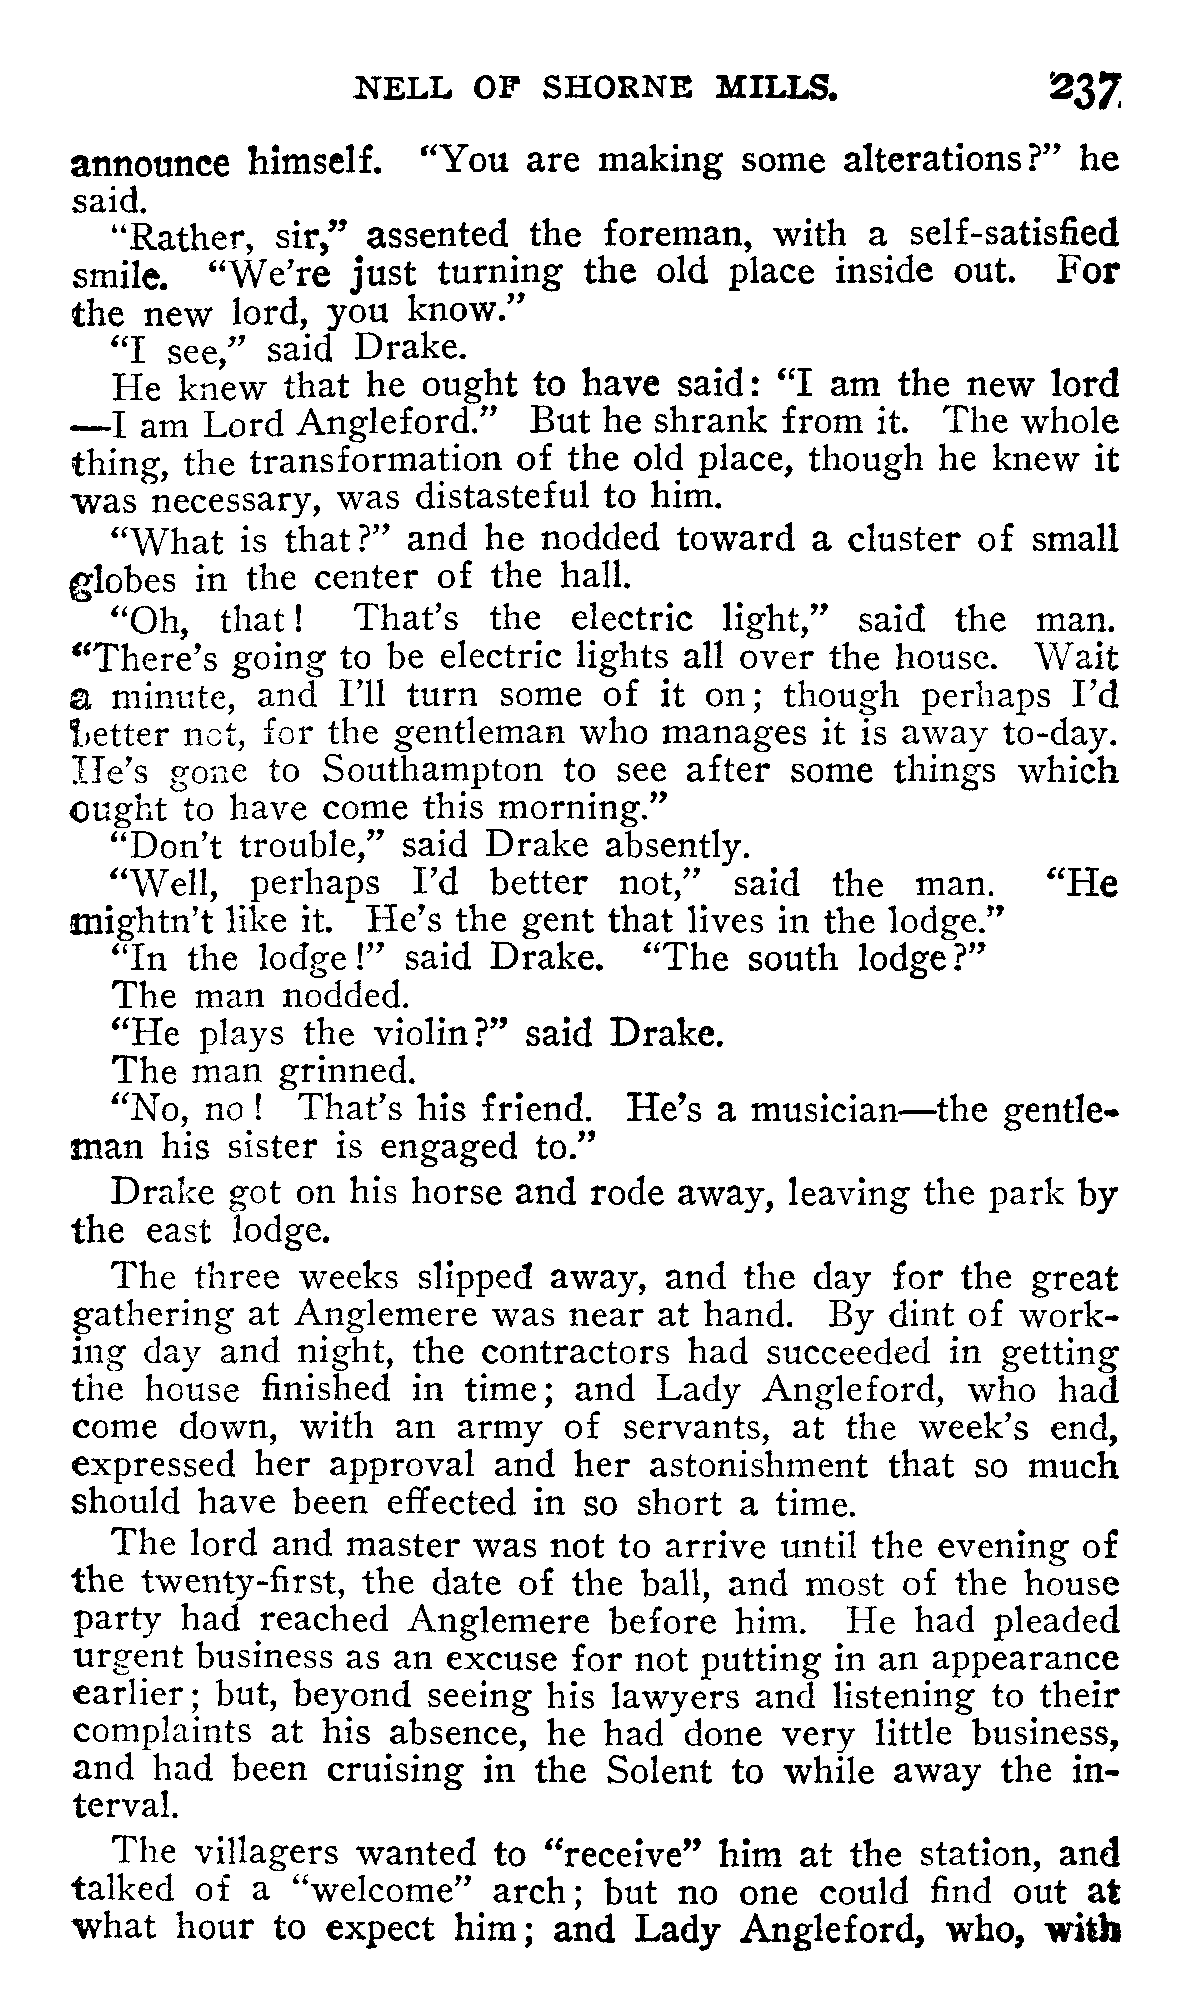 NELL OF SHORNE MILLS. 237
announce himself. “You are making some alterations?” he
said.
“Rather, sir,” assented the foreman, with a self-satisfied
smile. “We’re just turning the old place inside out. For
the new lord, you know.”
“I see,” said Drake.
He knew that he ought to have said: “I am the new lord
—I am Lord Angleford.” But he shrank from it. The whole
thing, the transformation of the old place, though he knew it
was necessary, was distasteful to him.
“What is that?” and he nodded toward a cluster of small
globes in the center of the hall.
“Oh, that! That’s the electric light,” said the man.
“There’s going to be electric lights all over the house. Wait
a minute, and I’ll turn some of it on; though perhaps I’d
better not, for the gentleman who manages it is away to-day.
He’s gone to Southampton to see after some things which
ought to have come this morning.”
“Don’t trouble,” said Drake absently.
“Well, perhaps I’d better not,” said the man. “He
mightn’t like it. He’s the gent that lives in the lodge.”
“In the lodge!” said Drake. “The south lodge?”
The man nodded.
“He plays the violin?” said Drake.
The man grinned.
“No, no! That’s his friend. He’s a musician—the gentle-
man his sister is engaged to.”
Drake got on his horse and rode away, leaving the park by
the east lodge.
The three weeks slipped away, and the day for the great
gathering at Anglemere was near at hand. By dint of work-
ing day and night, the contractors had succeeded in getting
the house finished in time; and Lady Angleford, who had
come down, with an army of servants, at the week’s end,
expressed her approval and her astonishment that so much
should have been effected in so short a time.
The lord and master was not to arrive until the evening of
the twenty-first, the date of the ball, and most of the house
party had reached Anglemere before him. He had pleaded
urgent business as an excuse for not putting in an appearance
earlier; but, beyond seeing his lawyers and listening to their
complaints at his absence, he had done very little business,
and had been cruising in the Solent to while away the in-
terval.
The villagers wanted to “receive” him at the station, and
talked of a “welcome” arch; but no one could find out at
what hour to expect him; and Lady Angleford, who, with